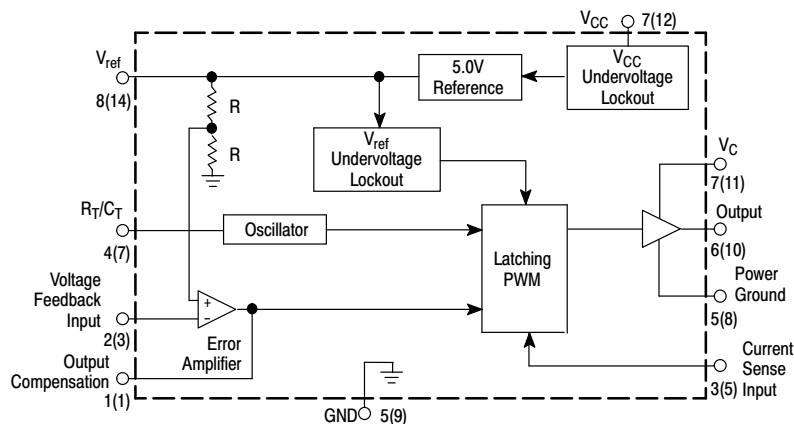 VCC 7(12)
Vref
8(14)
5.0V
Reference
VCC
Undervoltage
Lockout
R
R
Vref
Undervoltage
Lockout
VC
7(11)
RT/CT
4(7)
Oscillator
Latching
PWM
Output
6(10)
Voltage
Feedback
Input
2(3)
+
–
Error
Amplifier
Power
Ground
5(8)
Output
Compensation
1(1)
GND 5(9)
Current
Sense
Input
3(5)